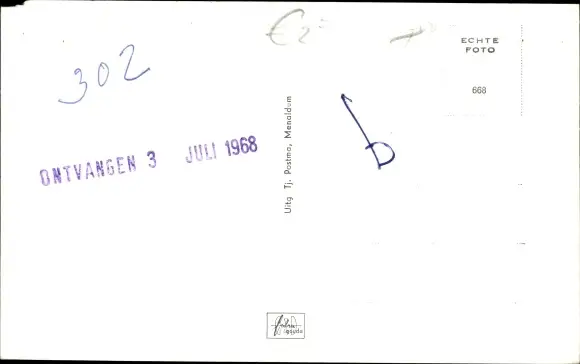 € 2=
ECHTE
FOTO
302
668
ONTVANGEN 3 JULI 1968
Uitg Tj. Postma, Menaldum